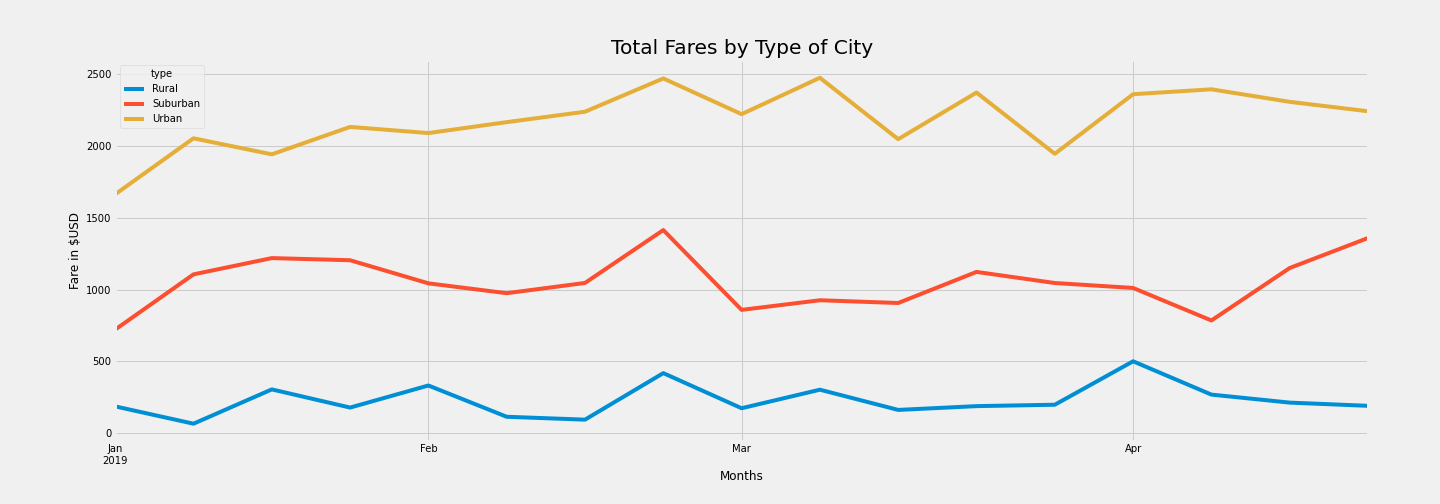 Total Fares by Type of City
type
Rural
Suburban
Urban
Fare in $USD
2500
2000
1500
1000
500
0
Jan
2019
Feb
Mar
Apr
Months